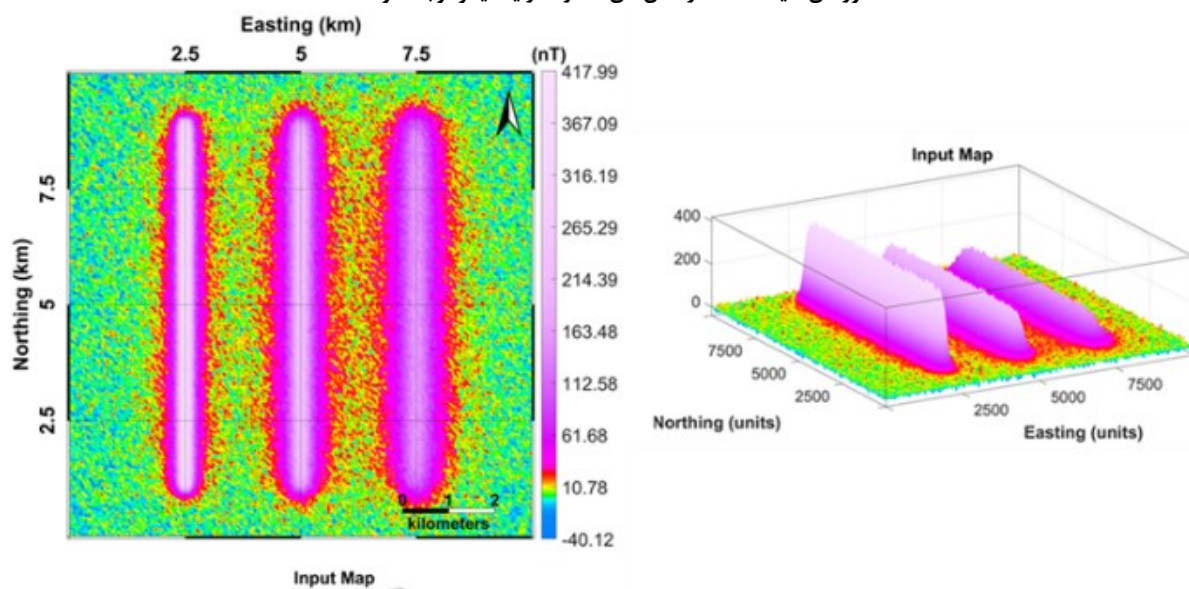 Easting (km)
2.5 5 7.5 (nT)
417.99
367.09
316.19
265.29
214.39
163.48
112.58
61.68
10.78
-40.12
Northing (km)
7.5
5
2.5
0 1 2
kilometers
Input Map
Input Map
400
200
0
7500
5000
2500
Northing (units)
2500
5000
7500
Easting (units)